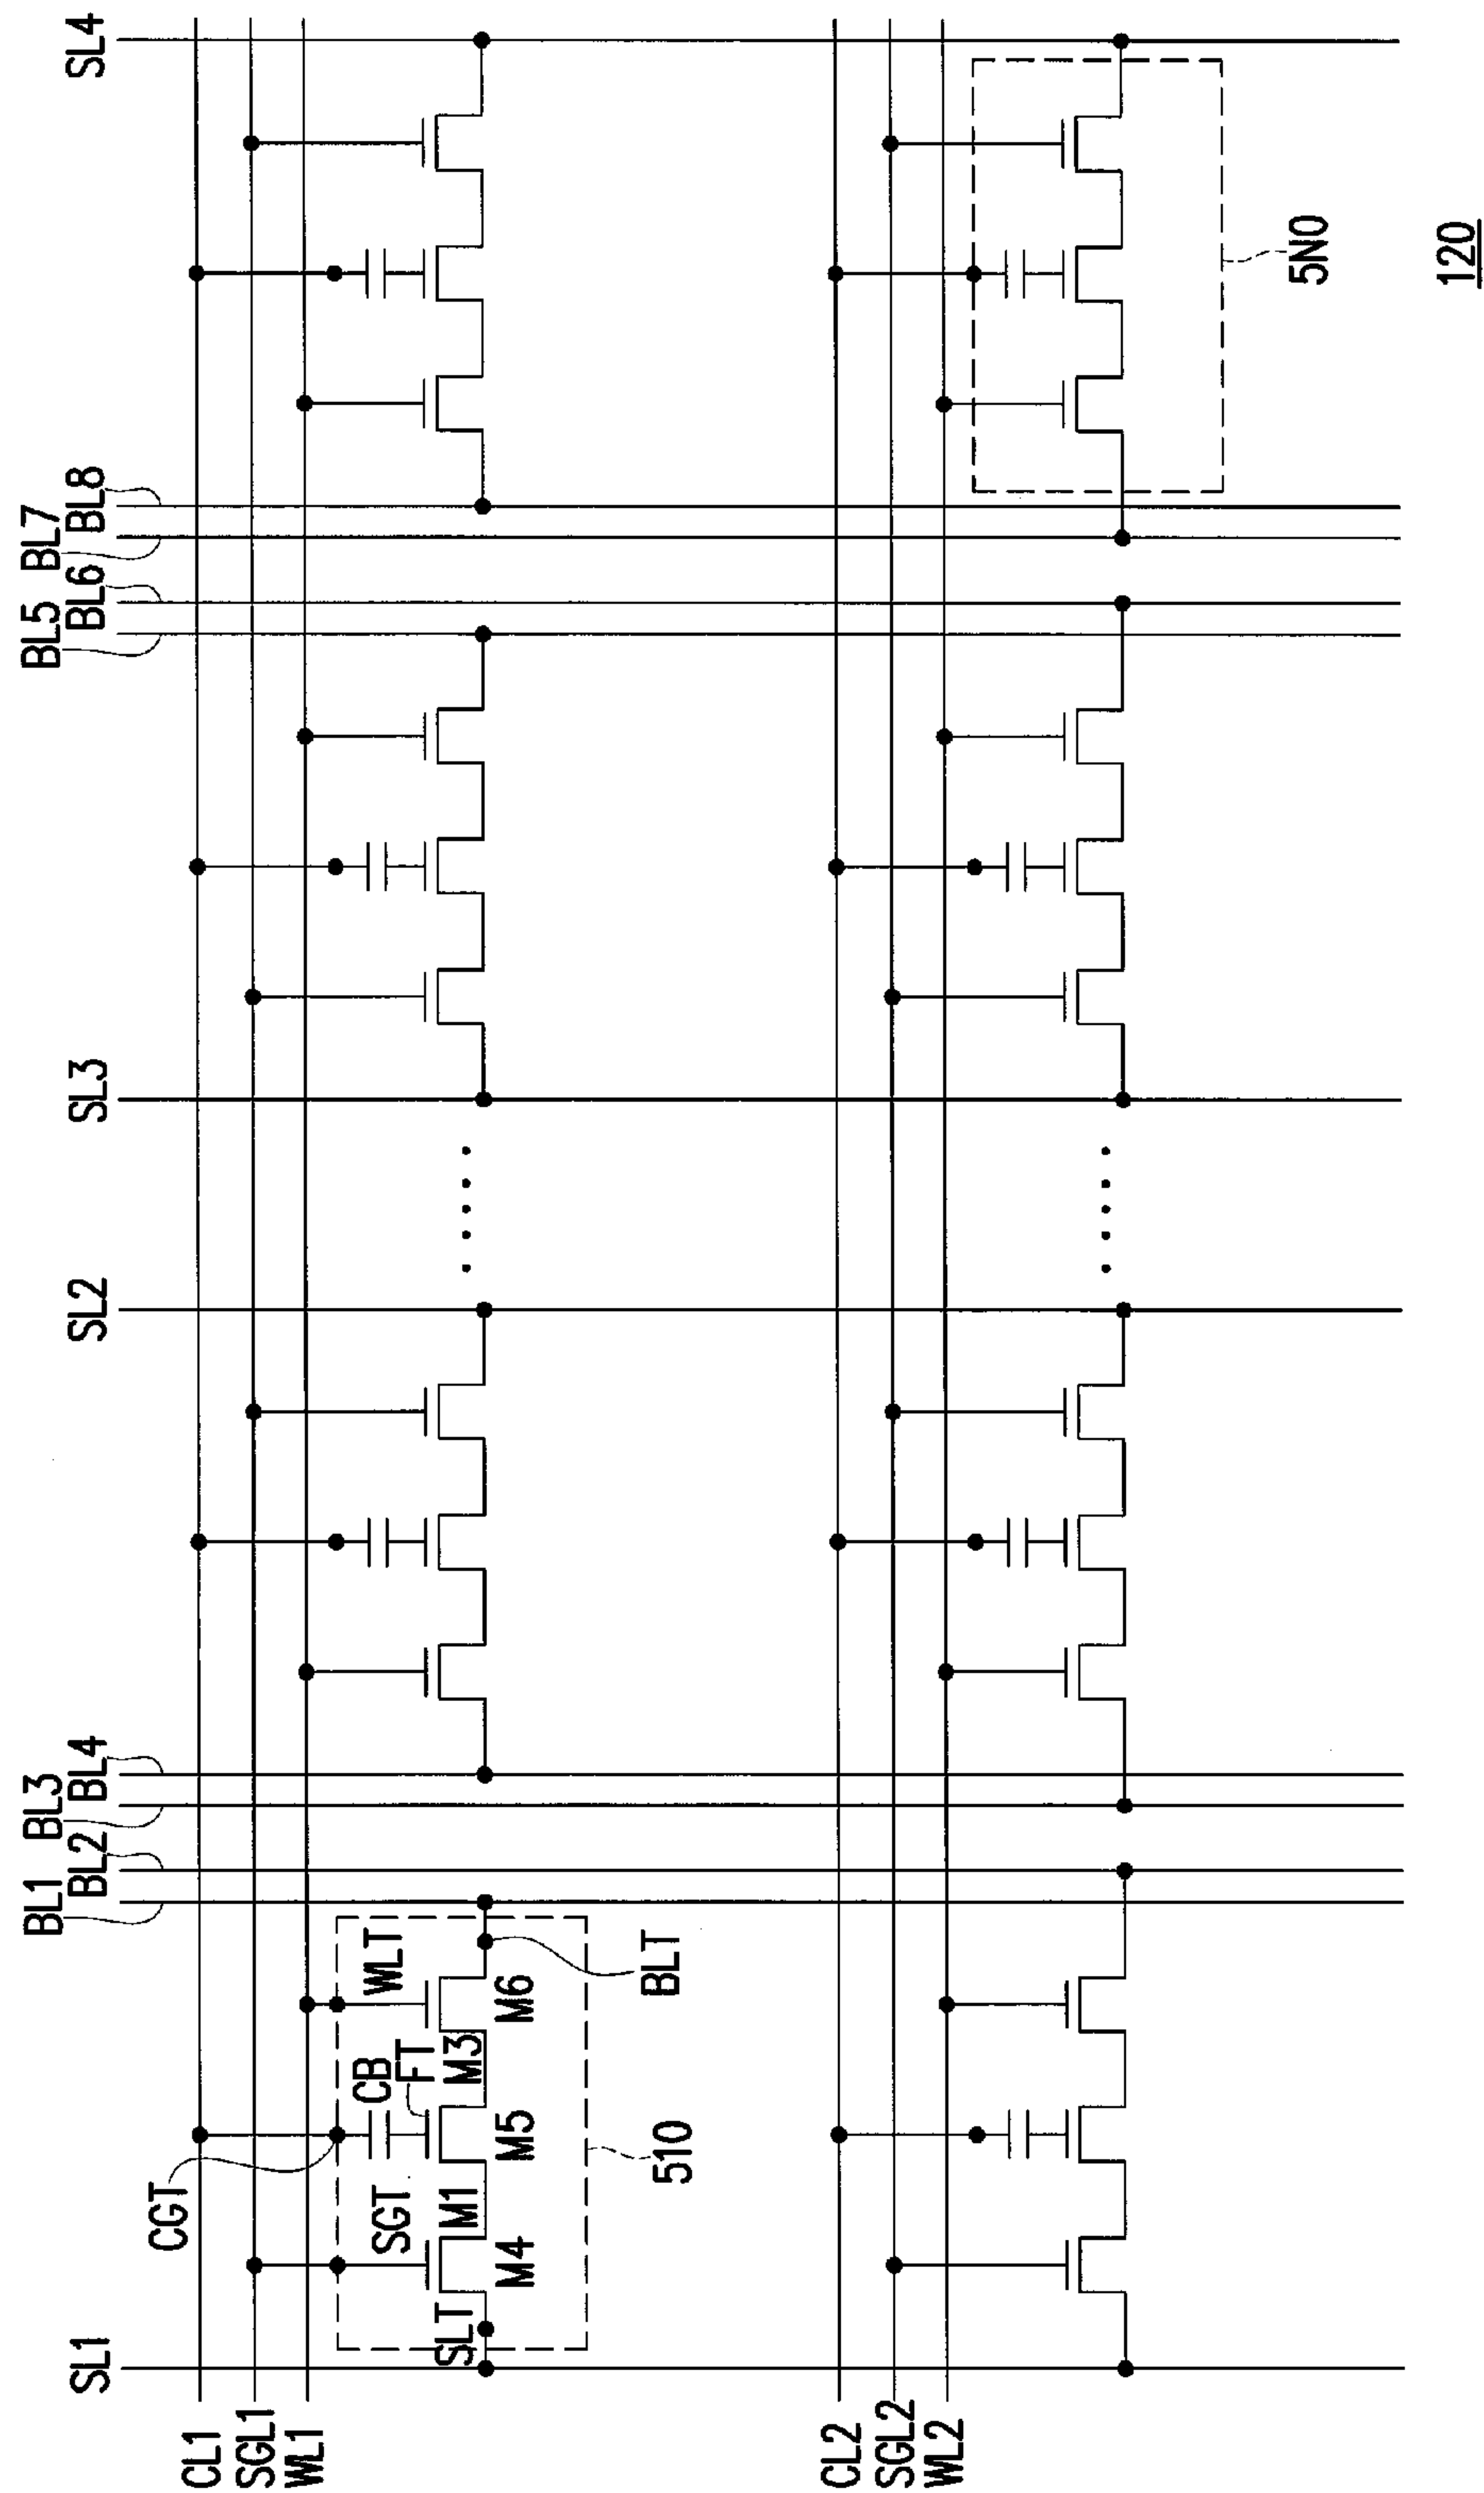 SL1
BL1
BL2
BL3
BL4
SL2
SL3
BL5
BL6
BL7
BL8
SL4
CL1
SGL1
WL1
CGT
SGT
CB
WLT
FT
SLT
M1
M3
M4
M5
M6
BLT
510
CL2
SGL2
WL2
5N0
120